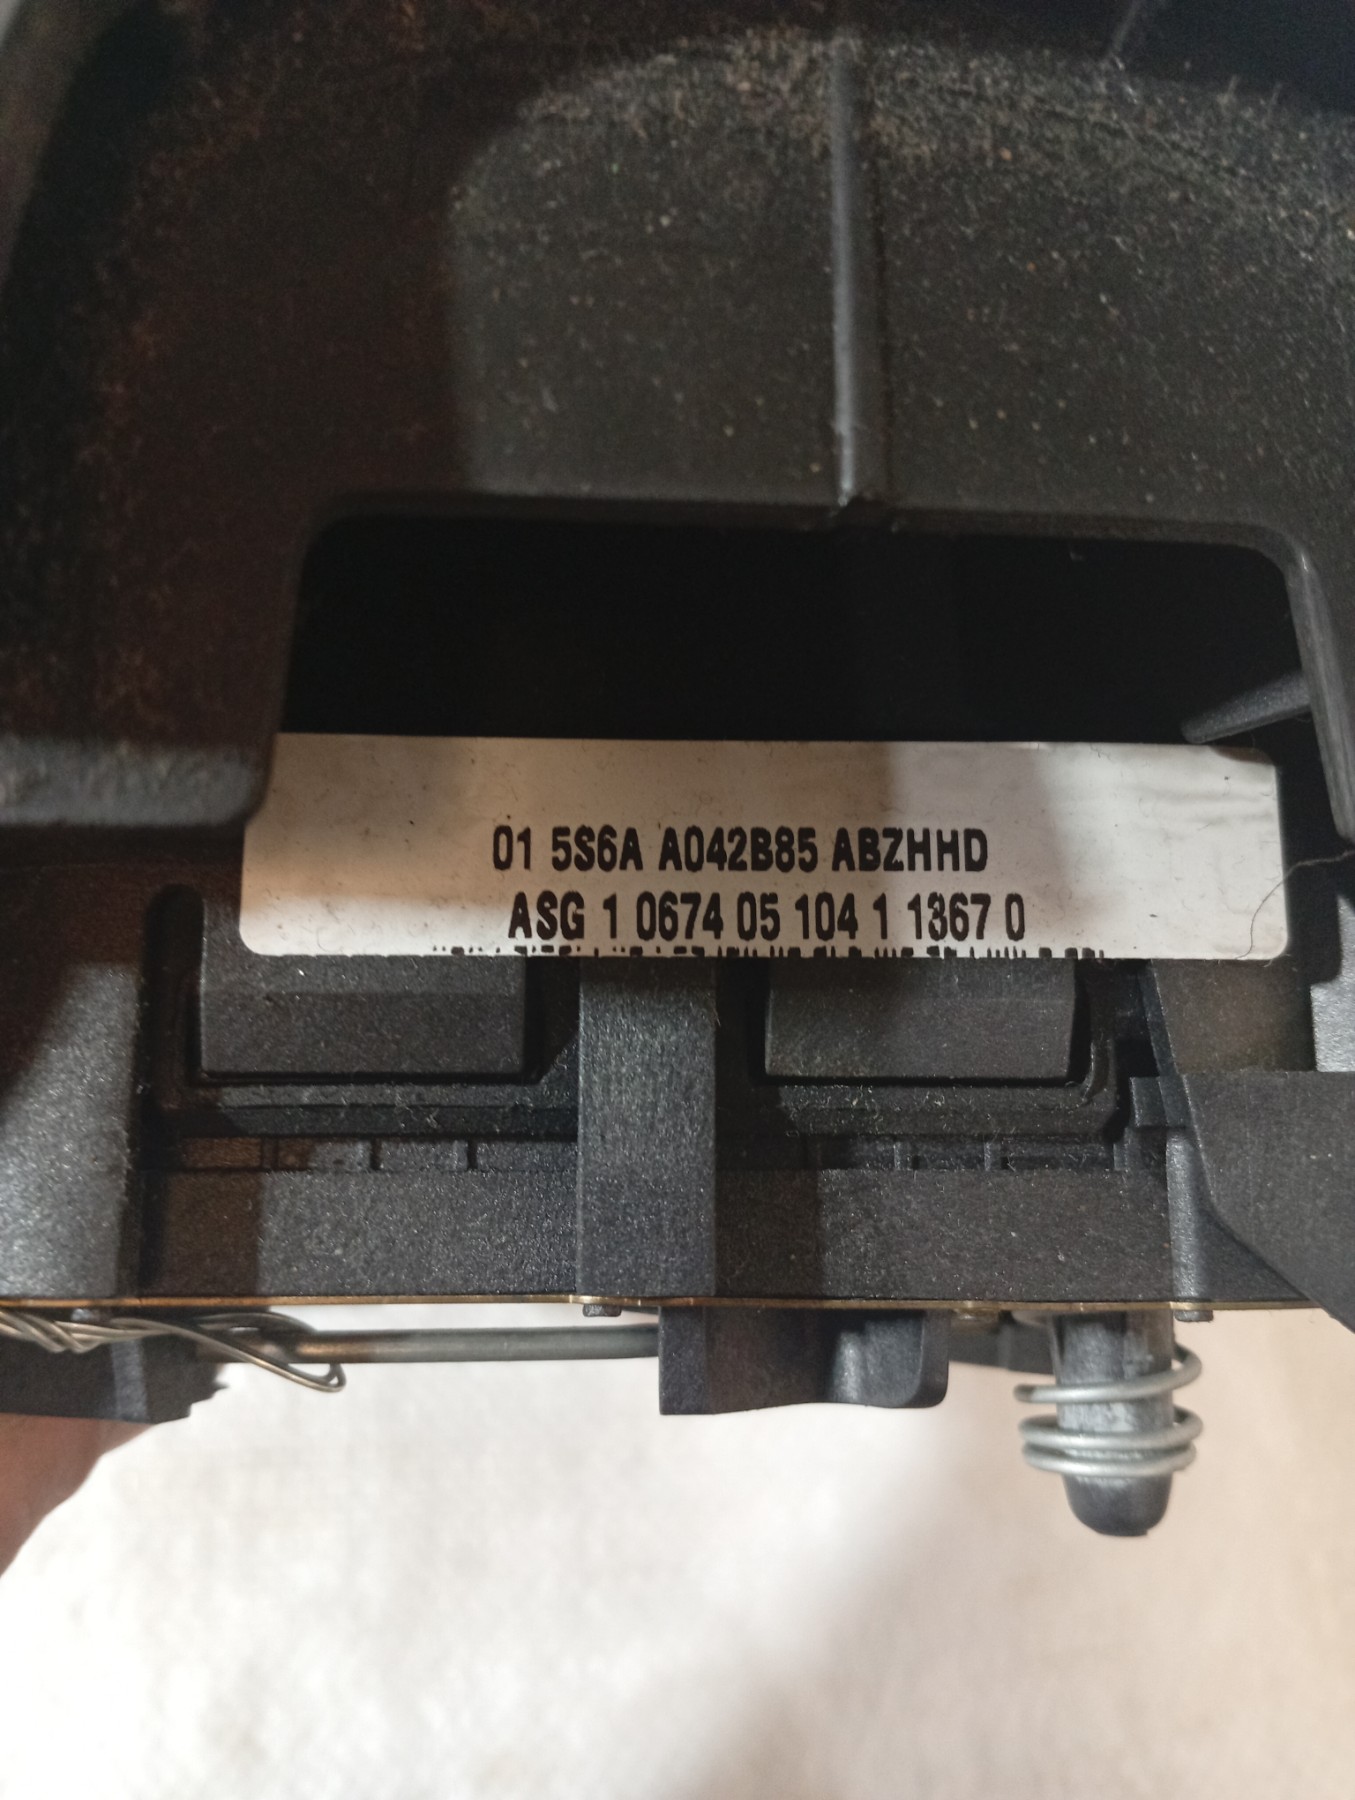 01 5S6A A042B85 ABZHHD
ASG 1 0674 05 104 1 1367 0